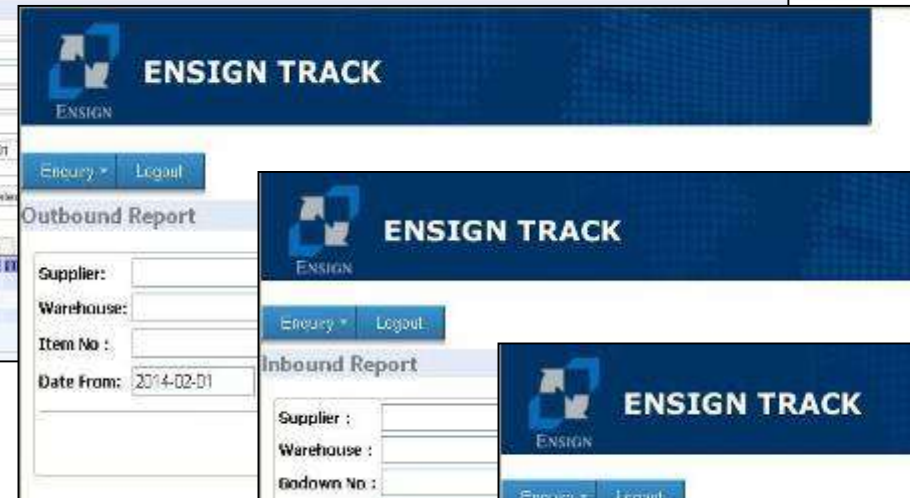 ENSIGN TRACK
ENSIGN
Enquiry Logout
Outbound Report
Supplier:
Warehouse:
Item No :
Date From: 2014-02-01
ENSIGN TRACK
ENSIGN
Enquiry Logout
Inbound Report
Supplier :
Warehouse :
Godown No :
ENSIGN TRACK
ENSIGN
Enquiry Logout